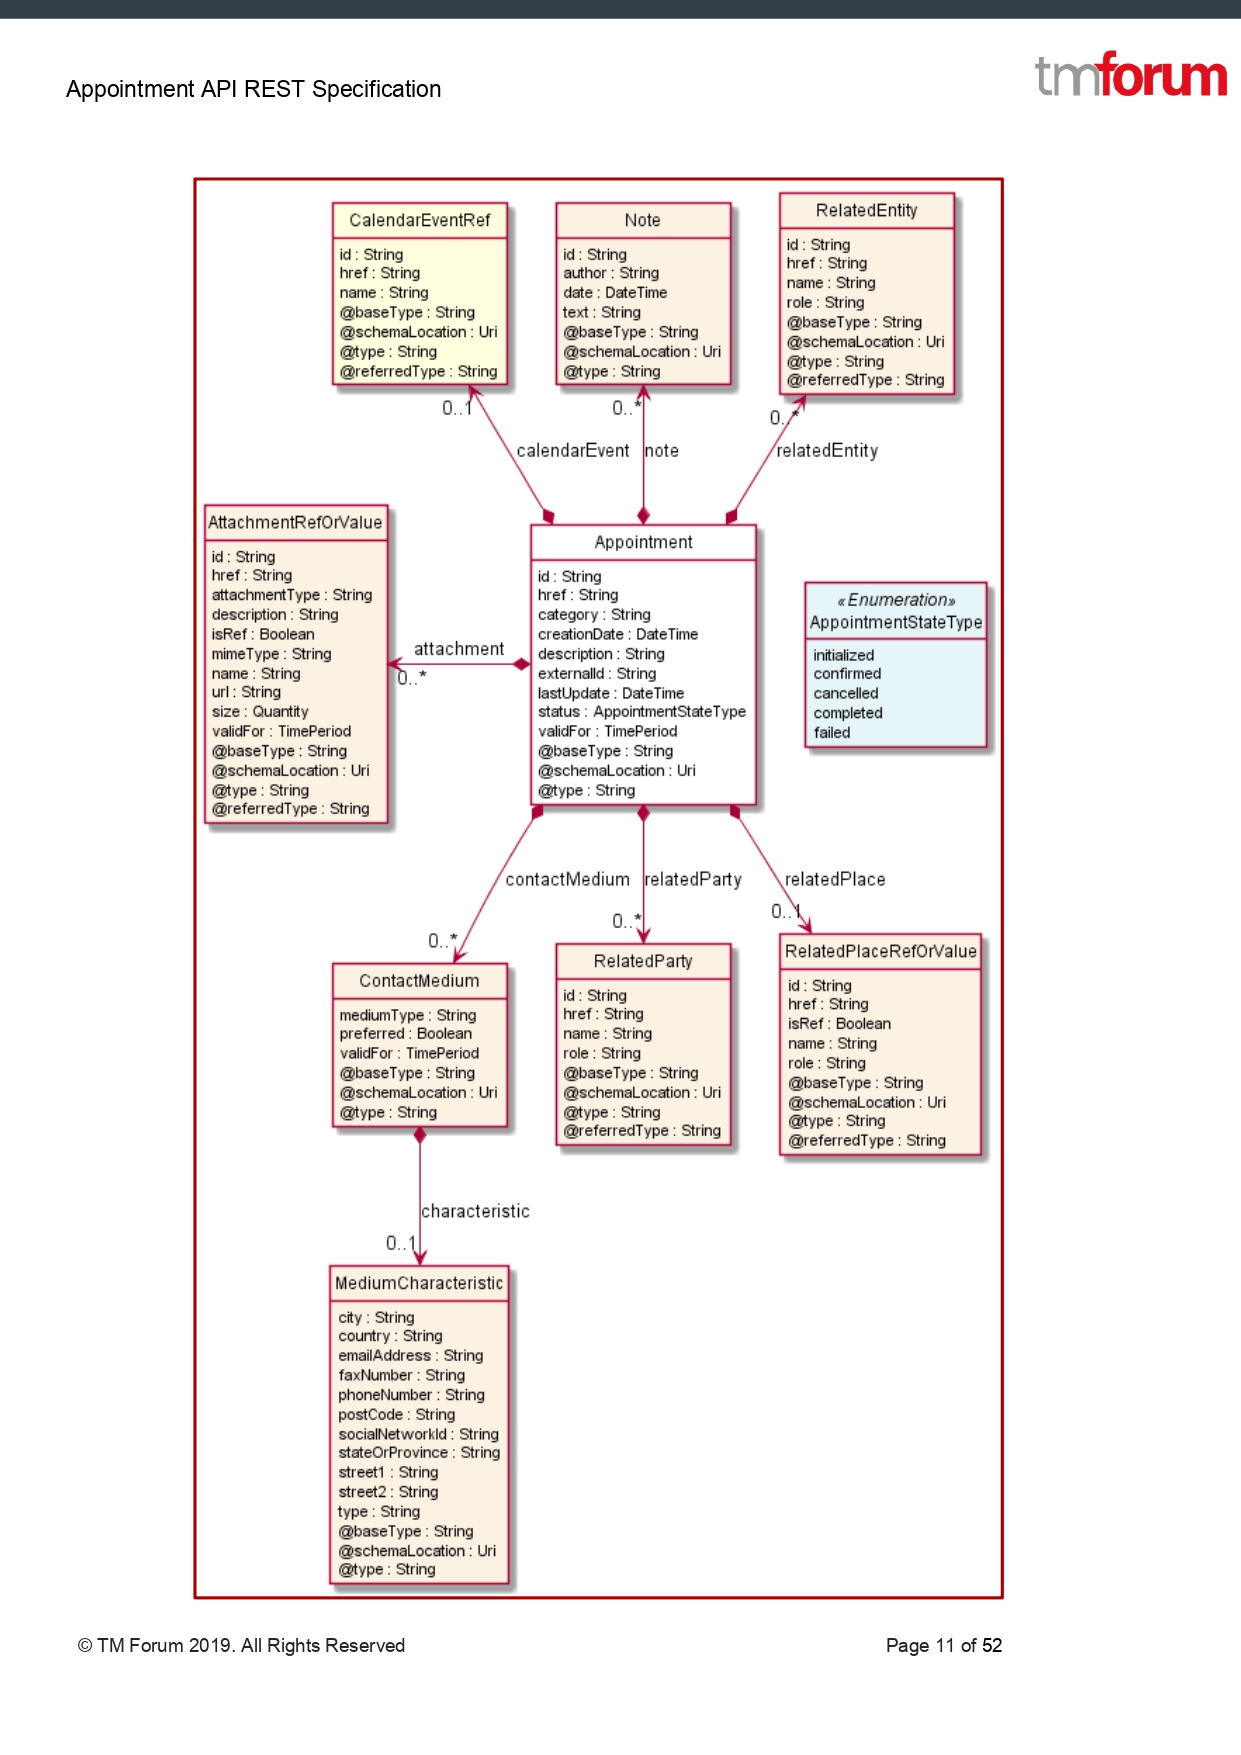 Appointment API REST Specification
tmforum
CalendarEventRef
id : String
href : String
name : String
@baseType : String
@schemaLocation : Uri
@type : String
@referredType : String
Note
id : String
author : String
date : DateTime
text : String
@baseType : String
@schemaLocation : Uri
@type : String
RelatedEntity
id : String
href : String
name : String
role : String
@baseType : String
@schemaLocation : Uri
@type : String
@referredType : String
0..1
0..*
0..*
calendarEvent
note
relatedEntity
AttachmentRefOrValue
id : String
href : String
attachmentType : String
description : String
isRef : Boolean
mimeType : String
name : String
url : String
size : Quantity
validFor : TimePeriod
@baseType : String
@schemaLocation : Uri
@type : String
@referredType : String
attachment
0..*
Appointment
id : String
href : String
category : String
creationDate : DateTime
description : String
externalId : String
lastUpdate : DateTime
status : AppointmentStateType
validFor : TimePeriod
@baseType : String
@schemaLocation : Uri
@type : String
«Enumeration»
AppointmentStateType
initialized
confirmed
cancelled
completed
failed
contactMedium
relatedParty
relatedPlace
0..*
0..*
0..1
ContactMedium
mediumType : String
preferred : Boolean
validFor : TimePeriod
@baseType : String
@schemaLocation : Uri
@type : String
RelatedParty
id : String
href : String
name : String
role : String
@baseType : String
@schemaLocation : Uri
@type : String
@referredType : String
RelatedPlaceRefOrValue
id : String
href : String
isRef : Boolean
name : String
role : String
@baseType : String
@schemaLocation : Uri
@type : String
@referredType : String
characteristic
0..1
MediumCharacteristic
city : String
country : String
emailAddress : String
faxNumber : String
phoneNumber : String
postCode : String
socialNetworkId : String
stateOrProvince : String
street1 : String
street2 : String
type : String
@baseType : String
@schemaLocation : Uri
@type : String
© TM Forum 2019. All Rights Reserved
Page 11 of 52